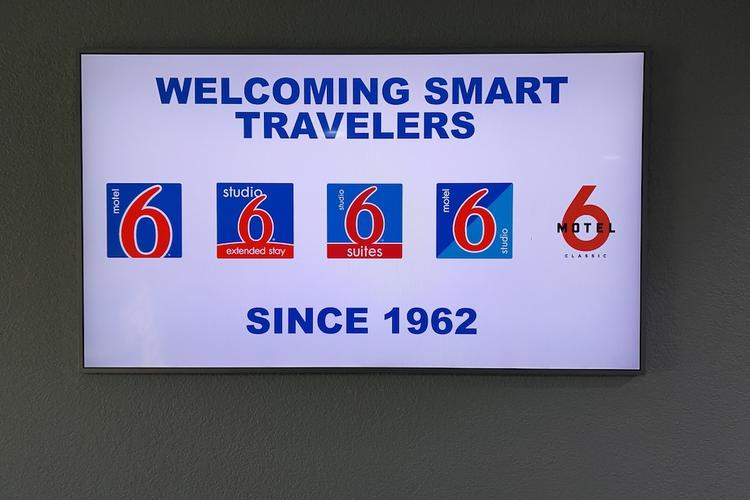 WELCOMING SMART
TRAVELERS
motel
6
studio
6
extended stay
studio
6
suites
motel
6
studio
6
MOTEL
CLASSIC
SINCE 1962